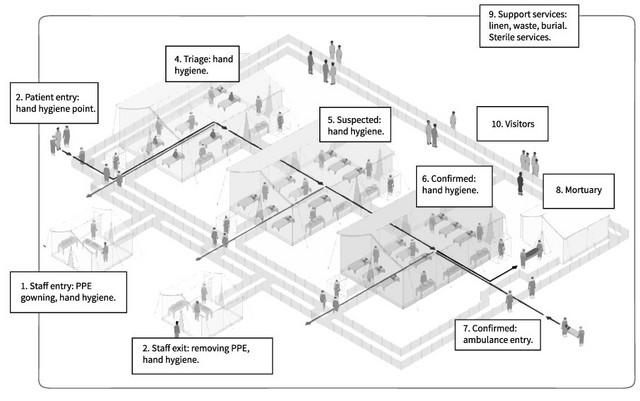 9. Support services:
linen, waste, burial.
Sterile services.
4. Triage: hand
hygiene.
2. Patient entry:
hand hygiene point.
5. Suspected:
hand hygiene.
10. Visitors
6. Confirmed:
hand hygiene.
8. Mortuary
1. Staff entry: PPE
gowning, hand hygiene.
7. Confirmed:
ambulance entry.
2. Staff exit: removing PPE,
hand hygiene.